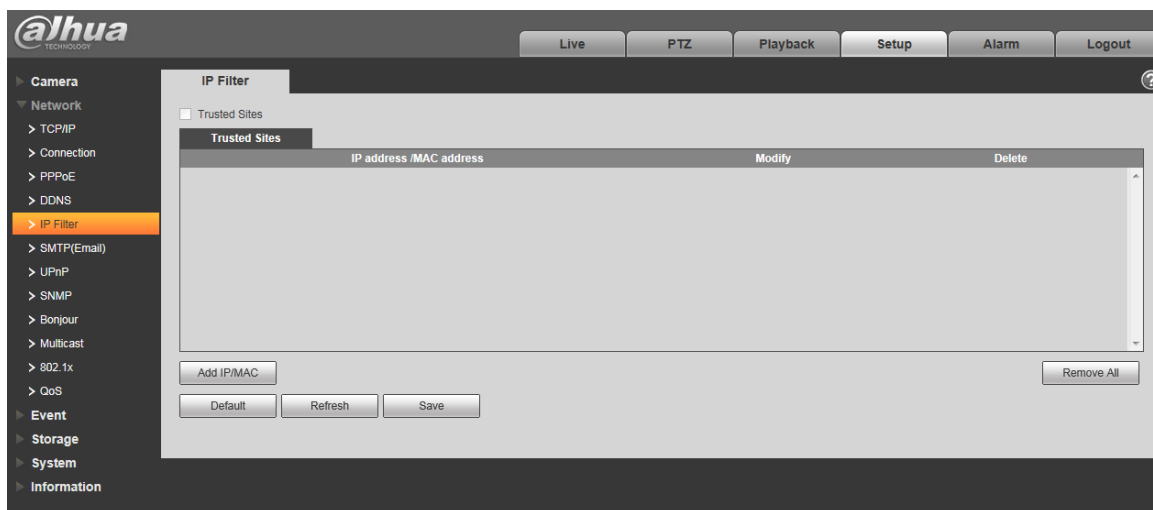 alhua
TECHNOLOGY
Live PTZ Playback Setup Alarm Logout
Camera
Network
> TCP/IP
> Connection
> PPPoE
> DDNS
> IP Filter
> SMTP(Email)
> UPnP
> SNMP
> Bonjour
> Multicast
> 802.1x
> QoS
Event
Storage
System
Information
IP Filter
?
Trusted Sites
Trusted Sites
IP address /MAC address Modify Delete
Add IP/MAC Remove All
Default Refresh Save